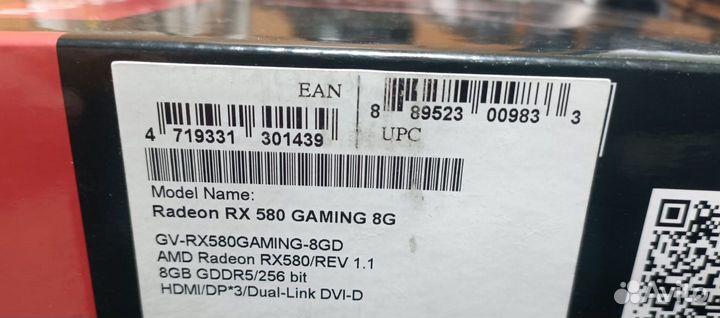 EAN
4 719331 301439
8 89523 00983 3
UPC
Model Name:
Radeon RX 580 GAMING 8G
GV-RX580GAMING-8GD
AMD Radeon RX580/REV 1.1
8GB GDDR5/256 bit
HDMI/DP*3/Dual-Link DVI-D
Avito